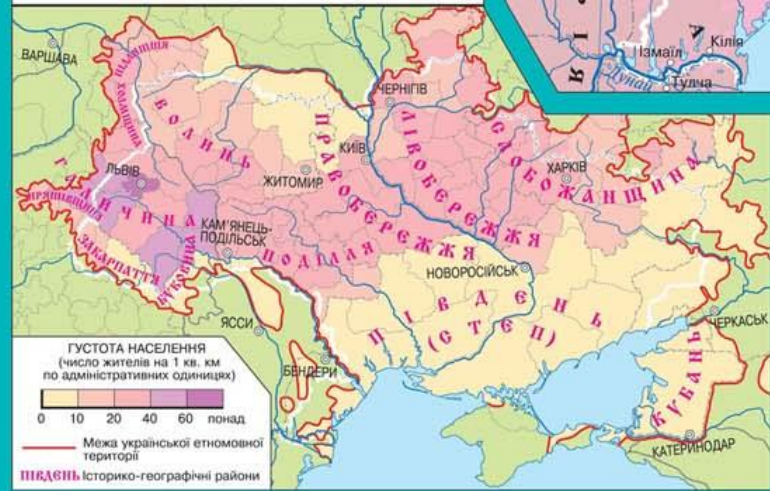 ВАРШАВА
ПІДЛЯШШЯ
ХОЛМЩИНА
ВОЛИНЬ
ЛЬВІВ
ГАЛИЧИНА
ПРЯШІВЩИНА
ЗАКАРПАТТЯ
БУКОВИНА
КАМ'ЯНЕЦЬ-
ПОДІЛЬСЬК
ПОДІЛЛЯ
ЖИТОМИР
КИЇВ
ПРАВОБЕРЕЖЖЯ
ЧЕРНІГІВ
ЛІВОБЕРЕЖЖЯ
СЛОБОЖАНЩИНА
ХАРКІВ
НОВОРОСІЙСЬК
ПІВДЕНЬ
(СТЕП)
ЯССИ
БЕНДЕРИ
ЧЕРКАСЬК
КУБАНЬ
КАТЕРИНОДАР
Ізмаїл
Кілія
Дунай
Тулча
ГУСТОТА НАСЕЛЕННЯ
(число жителів на 1 кв. км
по адміністративних одиницях)
0 10 20 40 60 понад
Межа української етномовної
території
ПІВДЕНЬ Історико-географічні райони